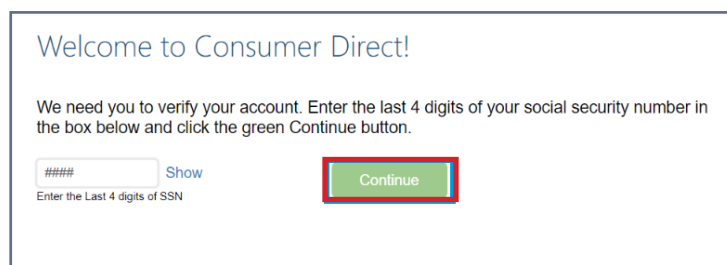 Welcome to Consumer Direct!
We need you to verify your account. Enter the last 4 digits of your social security number in
the box below and click the green Continue button.
#### Show
Continue
Enter the Last 4 digits of SSN